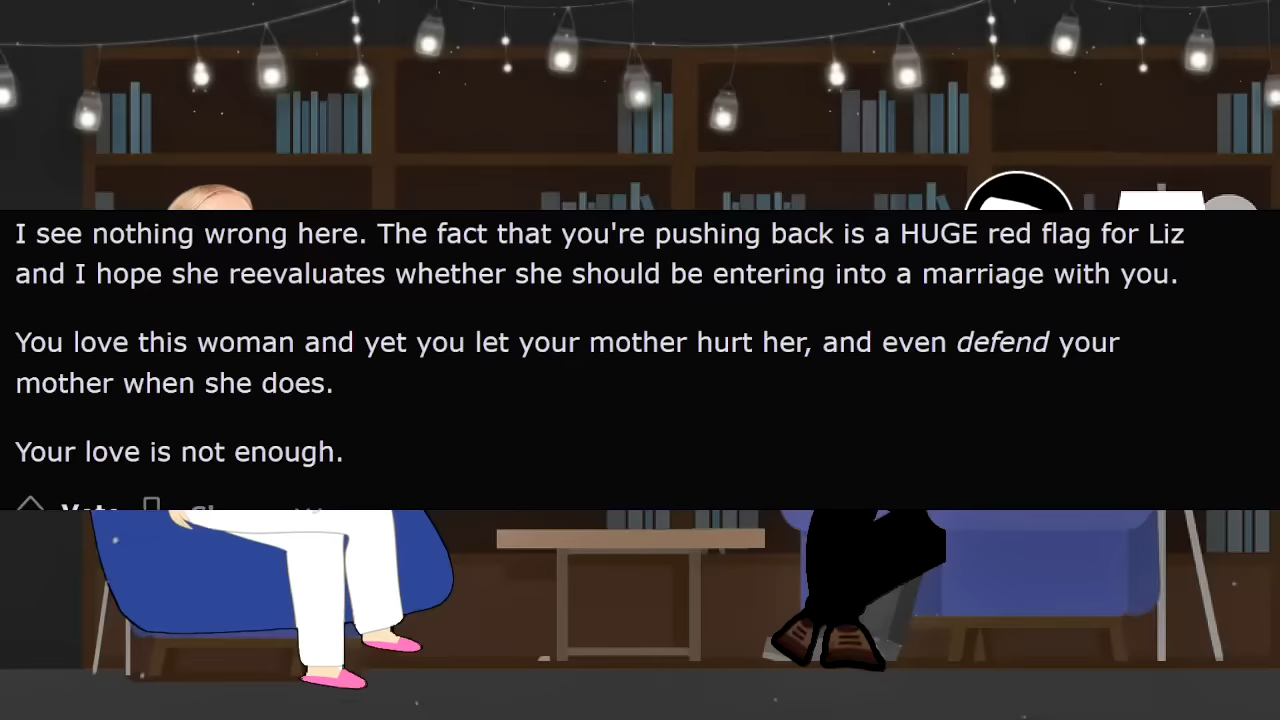 I see nothing wrong here. The fact that you're pushing back is a HUGE red flag for Liz
and I hope she reevaluates whether she should be entering into a marriage with you.
You love this woman and yet you let your mother hurt her, and even defend your
mother when she does.
Your love is not enough.